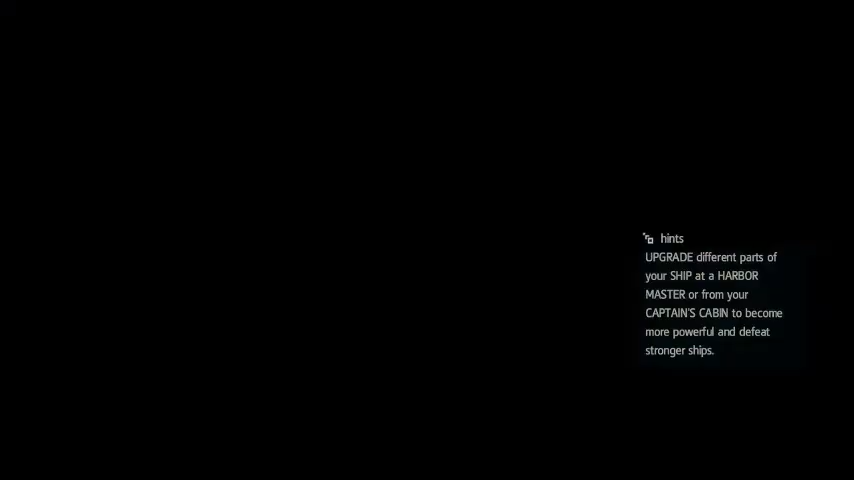 hints
UPGRADE different parts of
your SHIP at a HARBOR
MASTER or from your
CAPTAIN'S CABIN to become
more powerful and defeat
stronger ships.